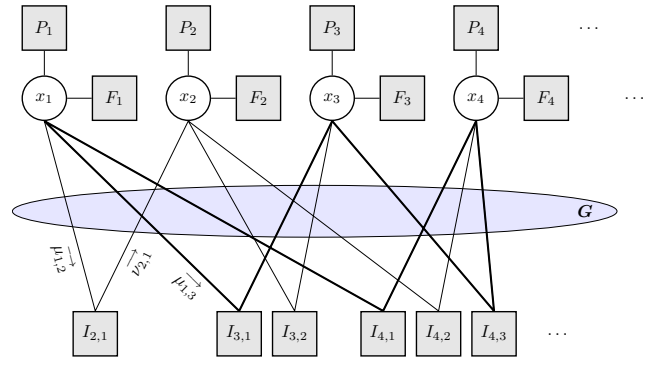 P₁ P₂ P₃ P₄ ⋯
x₁ F₁ x₂ F₂ x₃ F₃ x₄ F₄ ⋯
G
μ₁,₂ → ν₂,₁ → μ₁,₃ →
I₂,₁ I₃,₁ I₃,₂ I₄,₁ I₄,₂ I₄,₃ ⋯